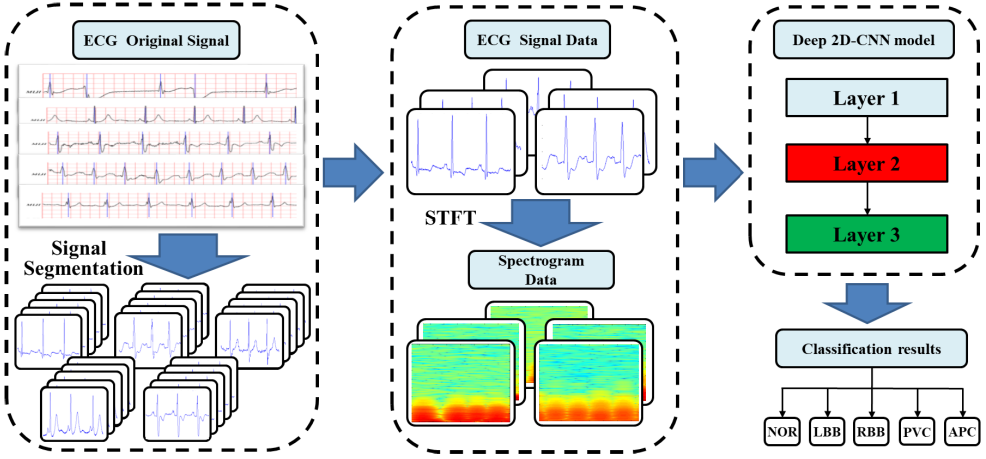 ECG Original Signal
Signal
Segmentation
ECG Signal Data
STFT
Spectrogram
Data
Deep 2D-CNN model
Layer 1
Layer 2
Layer 3
Classification results
NOR
LBB
RBB
PVC
APC